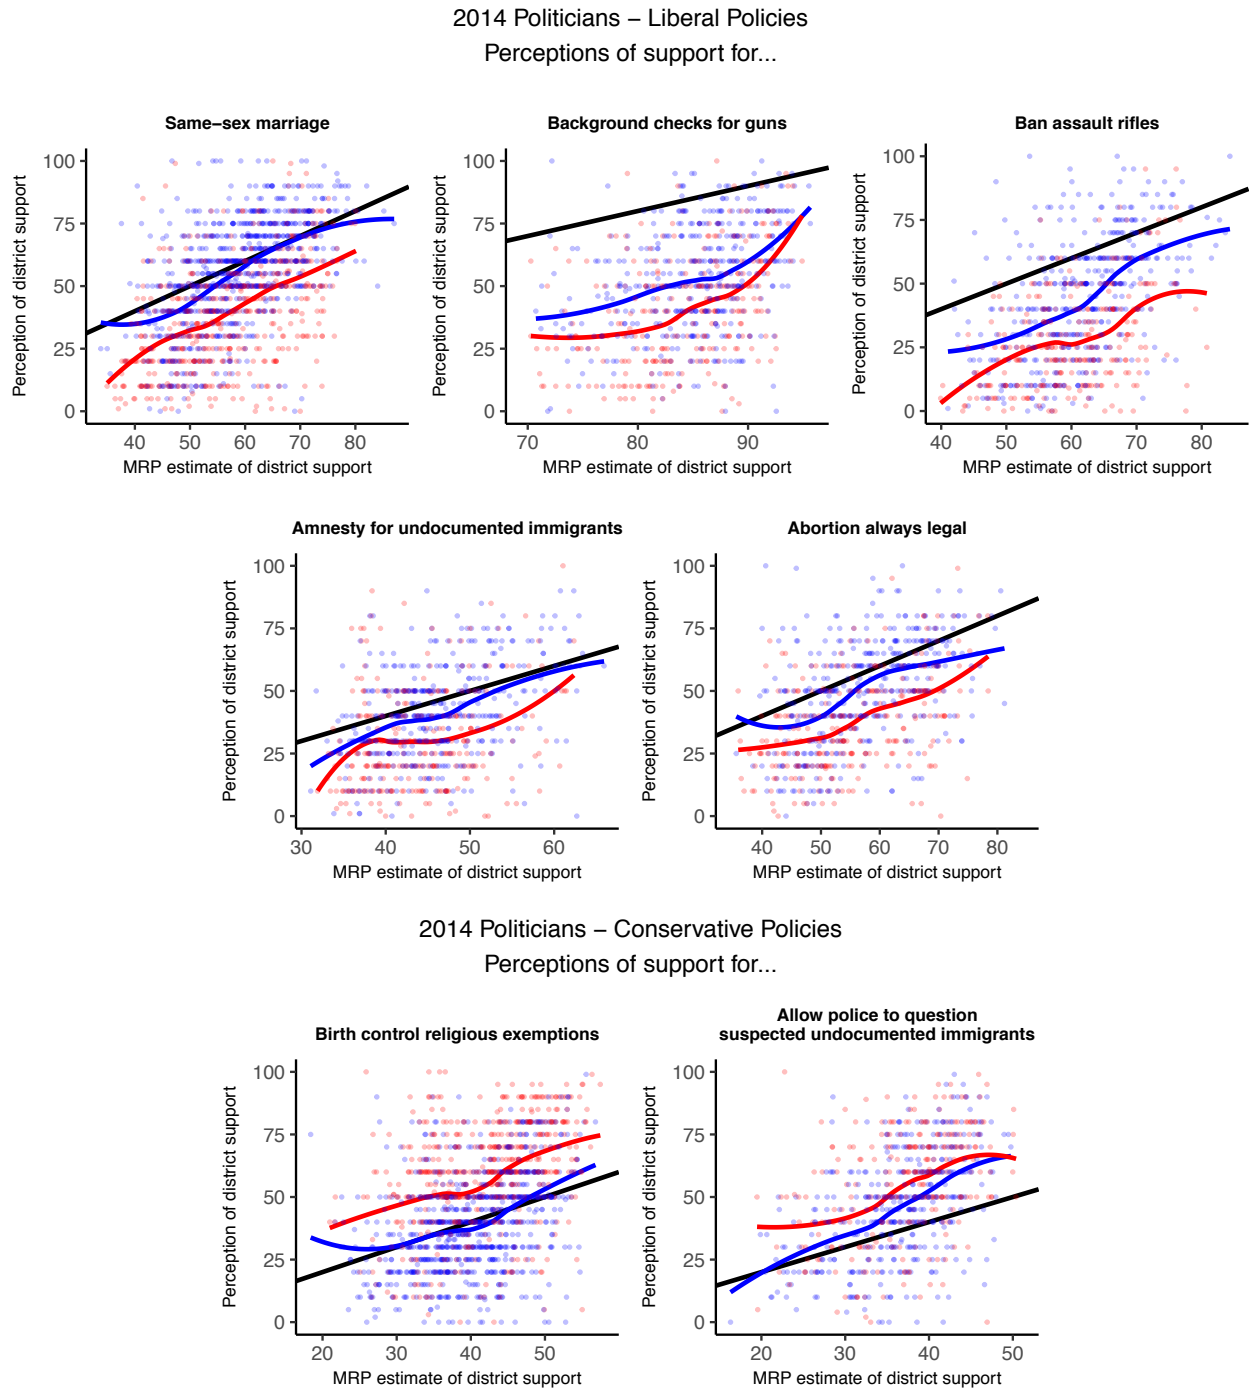 2014 Politicians − Liberal Policies
Perceptions of support for...
Same−sex marriage
Background checks for guns
Ban assault rifles
Perception of district support
100
75
50
25
0
40 50 60 70 80
MRP estimate of district support
Perception of district support
100
75
50
25
0
70 80 90
MRP estimate of district support
Perception of district support
100
75
50
25
0
40 50 60 70 80
MRP estimate of district support
Amnesty for undocumented immigrants
Abortion always legal
Perception of district support
100
75
50
25
0
30 40 50 60
MRP estimate of district support
Perception of district support
100
75
50
25
0
40 50 60 70 80
MRP estimate of district support
2014 Politicians − Conservative Policies
Perceptions of support for...
Birth control religious exemptions
Allow police to question
suspected undocumented immigrants
Perception of district support
100
75
50
25
0
20 30 40 50
MRP estimate of district support
Perception of district support
100
75
50
25
0
20 30 40 50
MRP estimate of district support